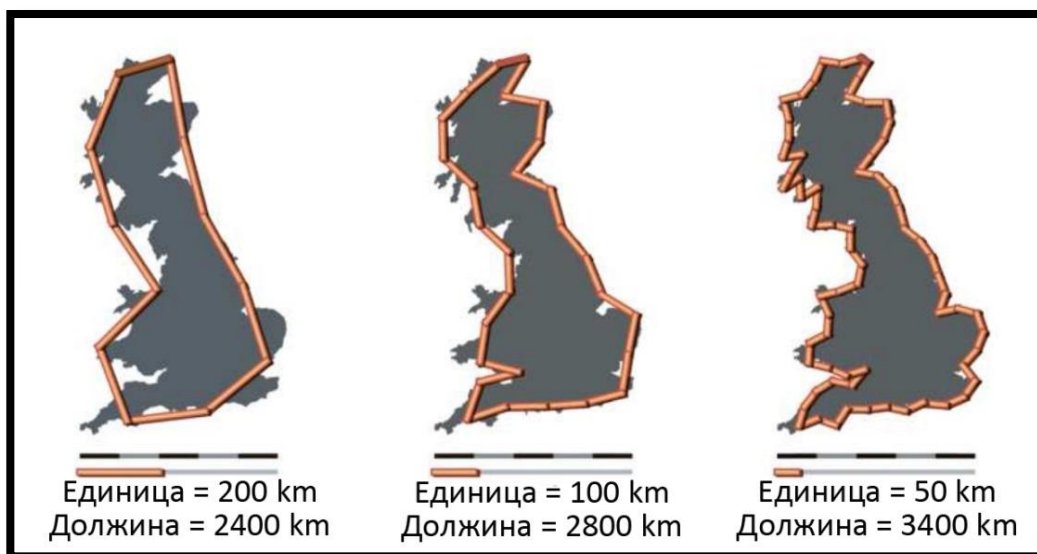 Единица = 200 km
Должина = 2400 km
Единица = 100 km
Должина = 2800 km
Единица = 50 km
Должина = 3400 km